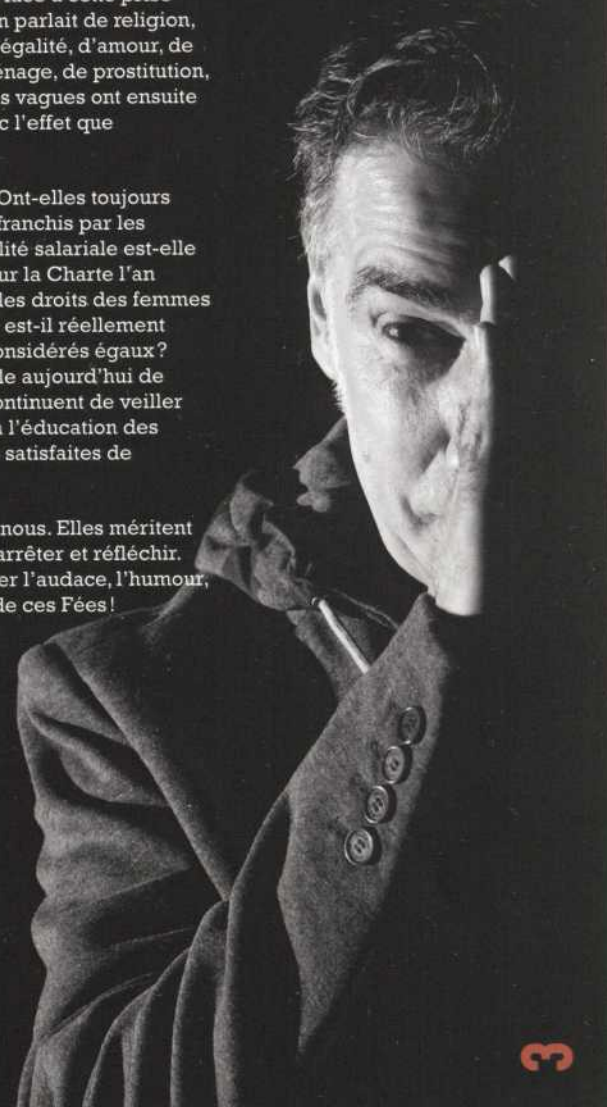 n parlait de religion,
égalité, d'amour, de
énage, de prostitution,
s vagues ont ensuite
c l'effet que
Ont-elles toujours
franchis par les
lité salariale est-elle
ur la Charte l'an
les droits des femmes
est-il réellement
onsidérés égaux?
le aujourd'hui de
ontinuent de veiller
à l'éducation des
satisfaites de
nous. Elles méritent
arrêter et réfléchir.
er l'audace, l'humour,
de ces Fées!
3